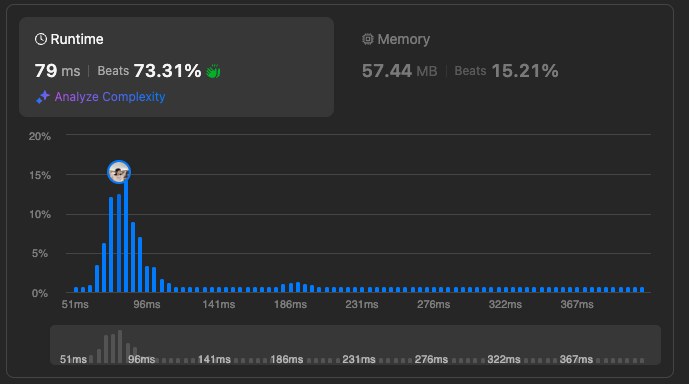 Runtime
79 ms | Beats 73.31%
Analyze Complexity
Memory
57.44 MB | Beats 15.21%
20%
15%
10%
5%
0%
51ms 96ms 141ms 186ms 231ms 276ms 322ms 367ms
51ms 96ms 141ms 186ms 231ms 276ms 322ms 367ms